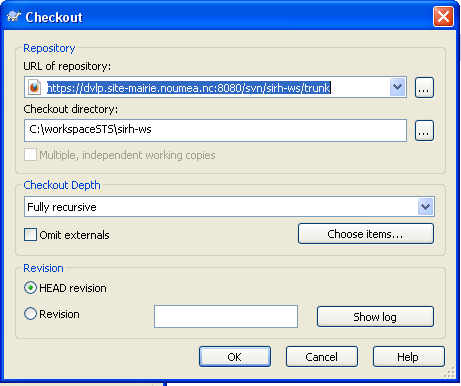 Checkout
Repository
URL of repository:
https://dvlp.site-mairie.noumea.nc:8080/svn/sirh-ws/trunk
...
Checkout directory:
C:\workspaceSTS\sirh-ws
...
Multiple, independent working copies
Checkout Depth
Fully recursive
Omit externals
Choose items...
Revision
HEAD revision
Revision
Show log
OK
Cancel
Help